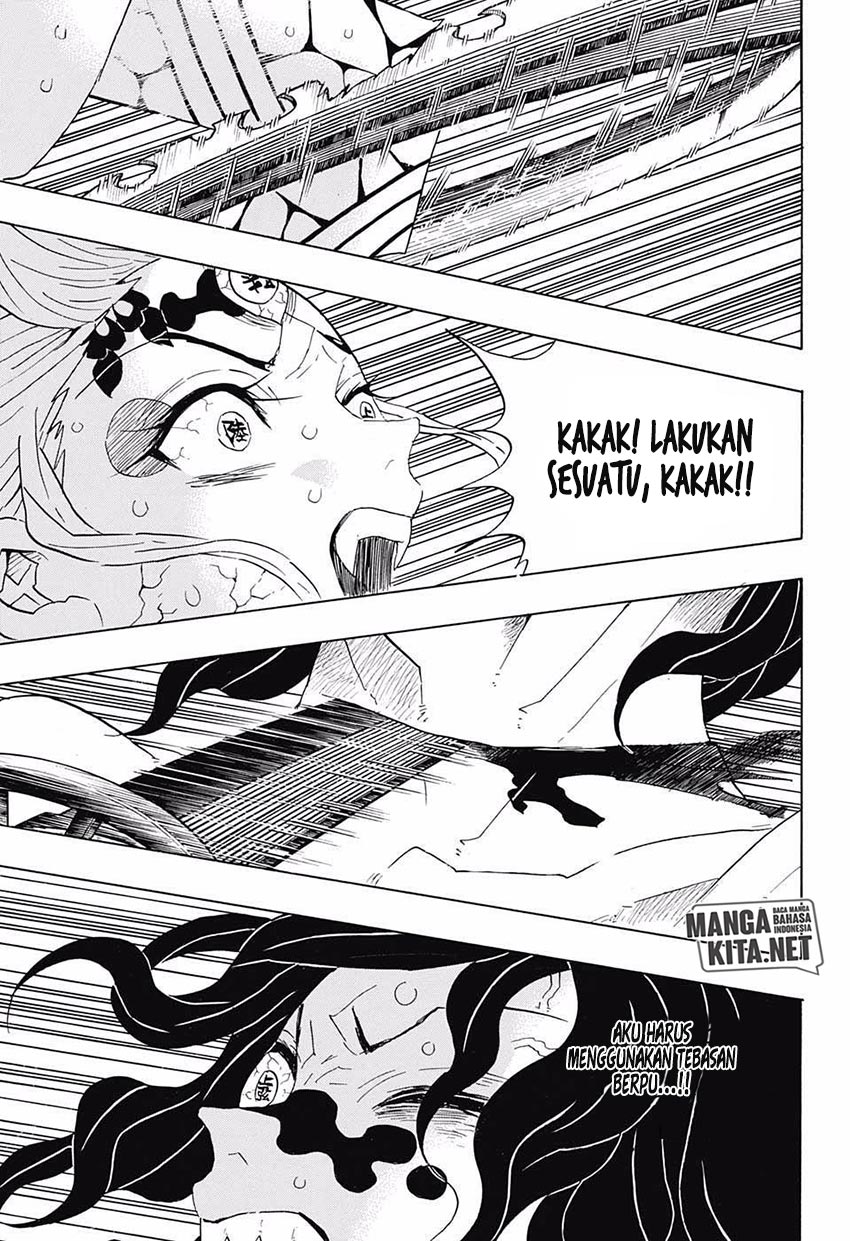 KAKAK! LAKUKAN
SESUATU, KAKAK!!
MANGA
KITA.NET
BACA MANGA
BAHASA
INDONESIA
AKU HARUS
MENGGUNAKAN TEBASAN
BERPU...!!